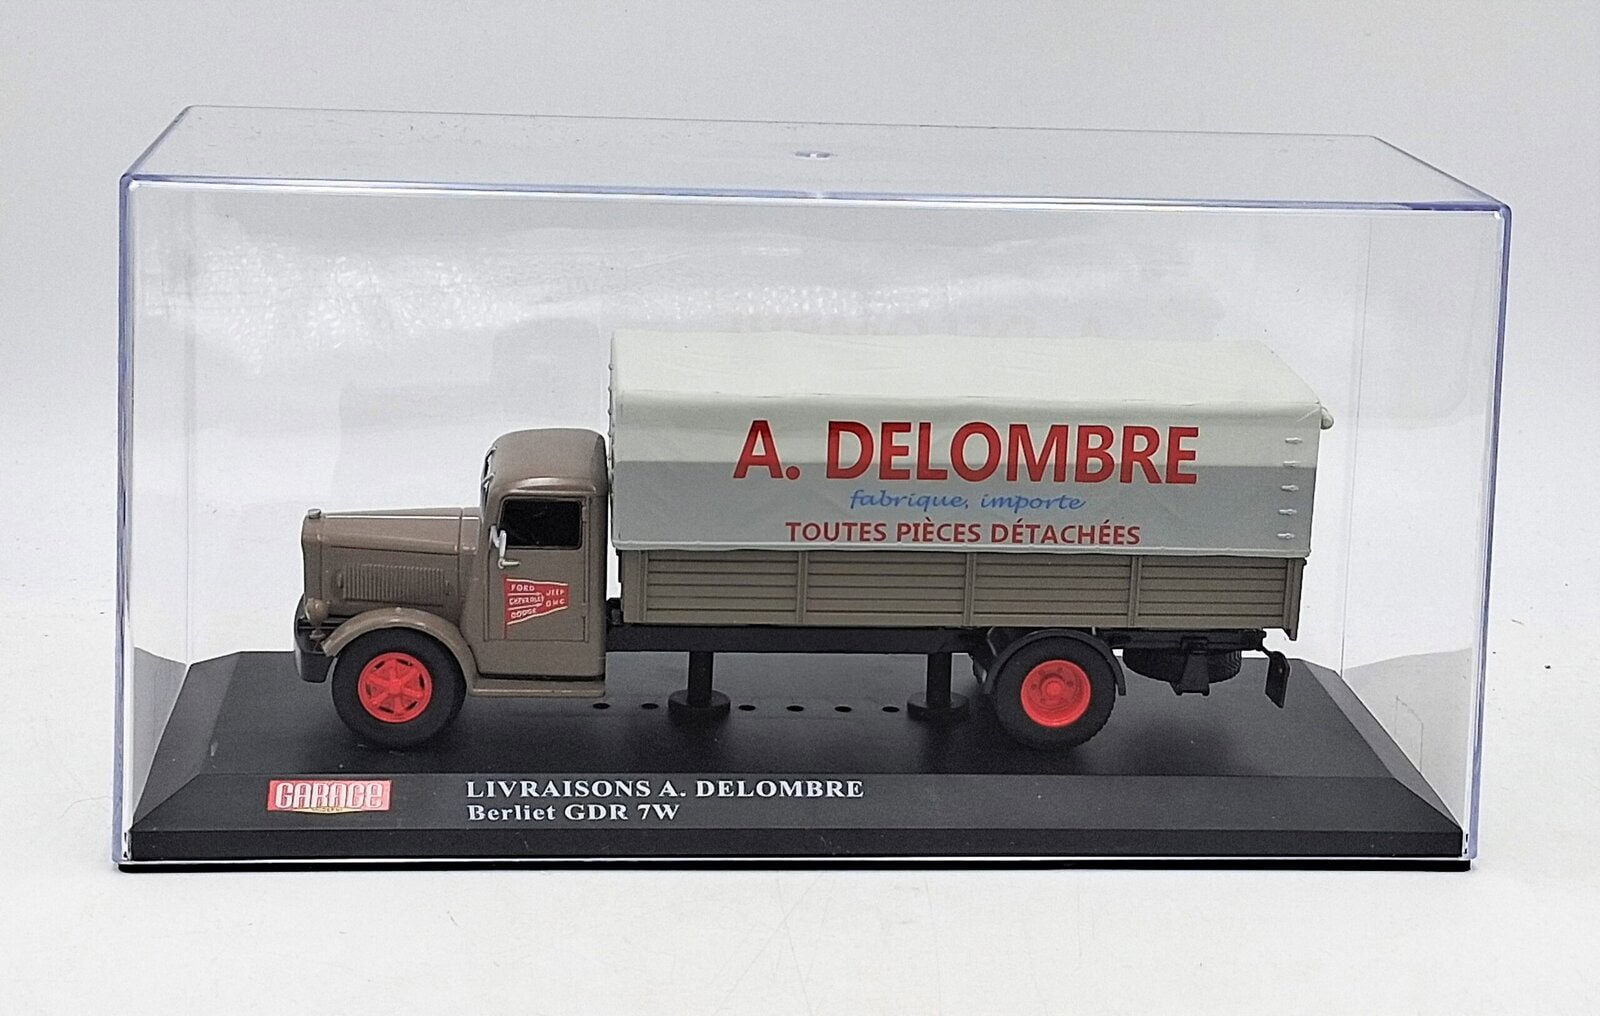 A. DELOMBRE
fabrique, importe
TOUTES PIÈCES DÉTACHÉES
FORD
JEEP
CHEVROLET
GMC
DODGE
GARAGE
LIVRAISONS A. DELOMBRE
Berliet GDR 7W